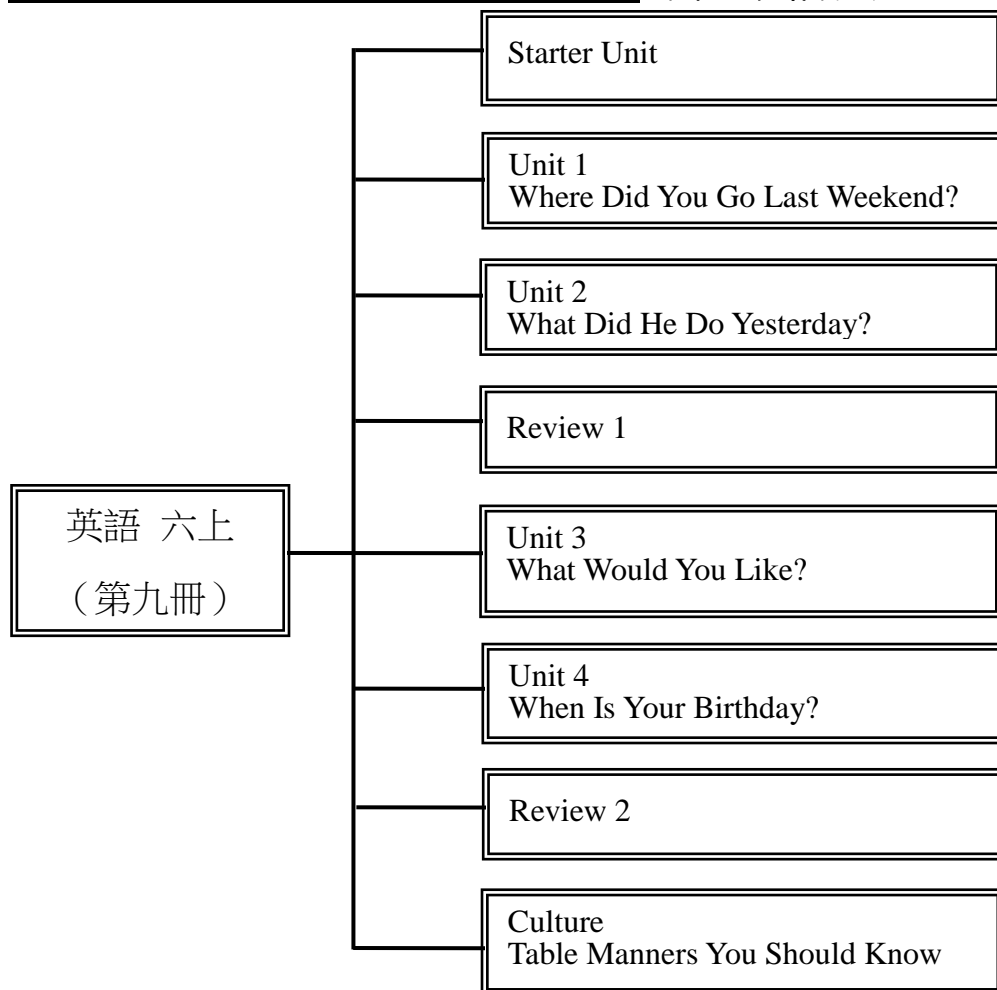 Starter Unit
Unit 1
Where Did You Go Last Weekend?
Unit 2
What Did He Do Yesterday?
Review 1
英語 六上
（第九冊）
Unit 3
What Would You Like?
Unit 4
When Is Your Birthday?
Review 2
Culture
Table Manners You Should Know